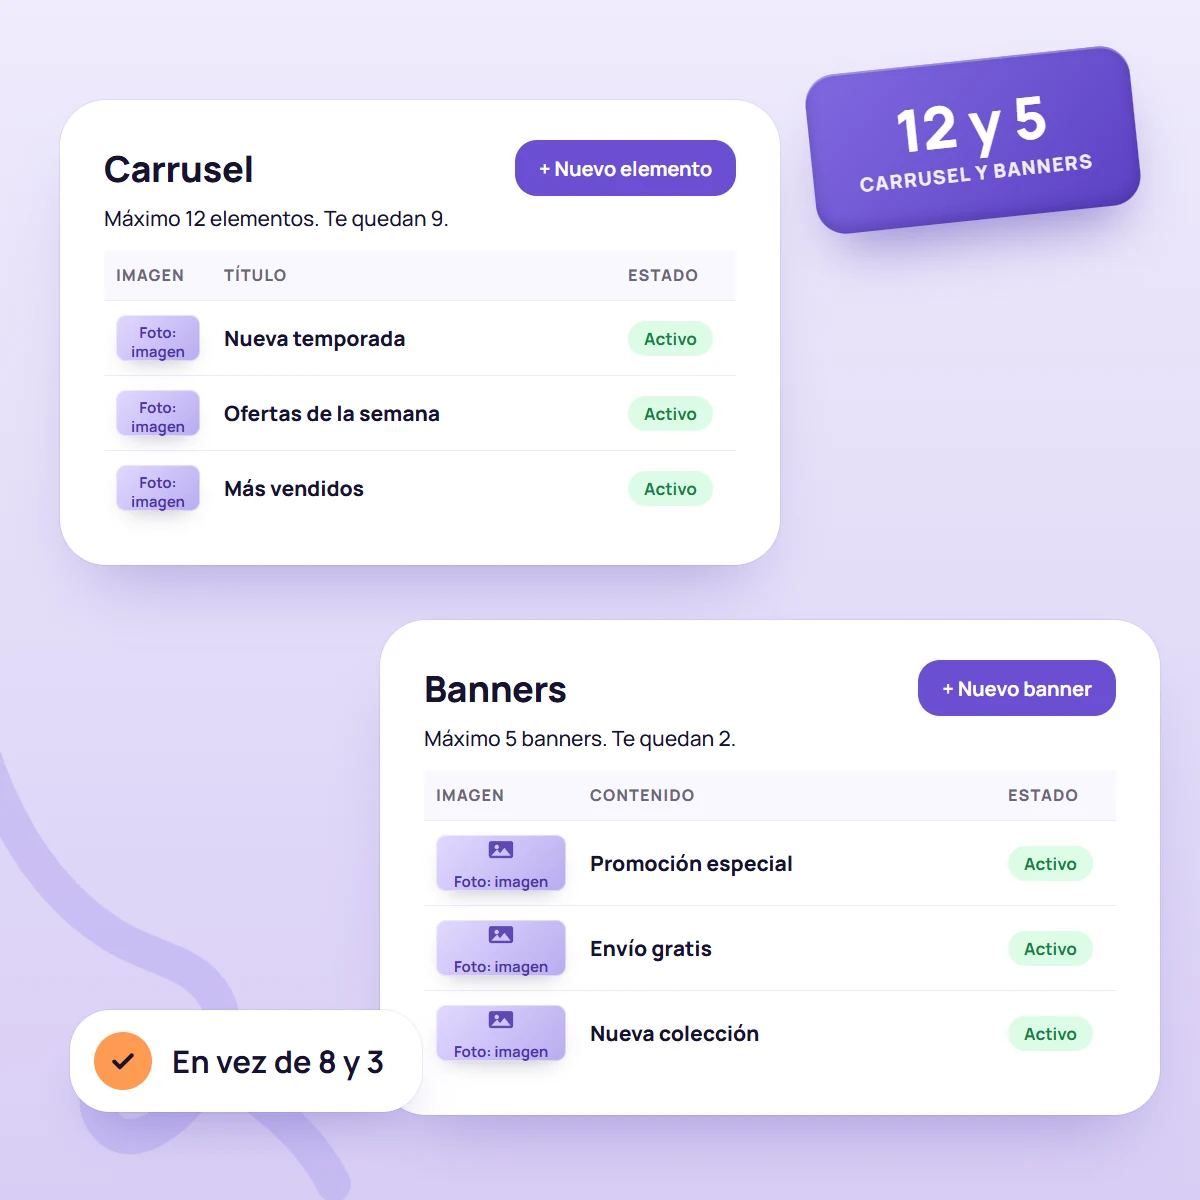 12 y 5
CARRUSEL Y BANNERS
Carrusel
+ Nuevo elemento
Máximo 12 elementos. Te quedan 9.
IMAGEN TÍTULO ESTADO
Foto:
imagen
Nueva temporada
Activo
Foto:
imagen
Ofertas de la semana
Activo
Foto:
imagen
Más vendidos
Activo
Banners
+ Nuevo banner
Máximo 5 banners. Te quedan 2.
IMAGEN CONTENIDO ESTADO
Foto: imagen
Promoción especial
Activo
Foto: imagen
Envío gratis
Activo
Foto: imagen
Nueva colección
Activo
En vez de 8 y 3